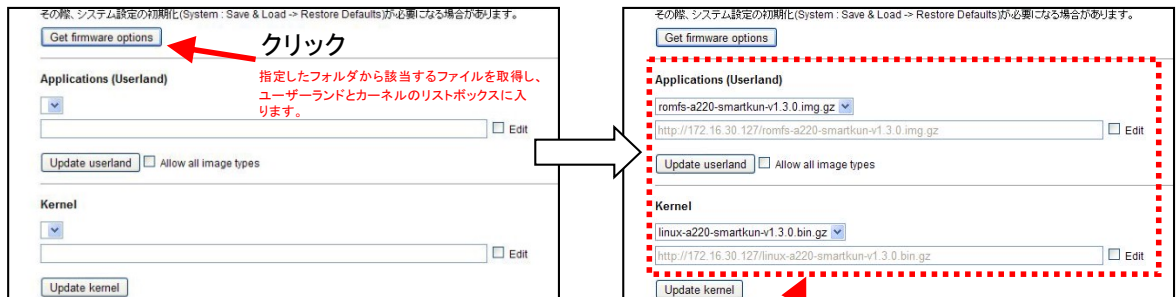 その際、システム設定の初期化(System : Save & Load -> Restore Defaults)が必要になる場合があります。
Get firmware options
クリック
指定したフォルダから該当するファイルを取得し、
ユーザーランドとカーネルのリストボックスに入
ります。
Applications (Userland)
Edit
Update userland Allow all image types
Kernel
Edit
Update kernel
その際、システム設定の初期化(System : Save & Load -> Restore Defaults)が必要になる場合があります。
Get firmware options
Applications (Userland)
romfs-a220-smartkun-v1.3.0.img.gz
http://172.16.30.127/romfs-a220-smartkun-v1.3.0.img.gz Edit
Update userland Allow all image types
Kernel
linux-a220-smartkun-v1.3.0.bin.gz
http://172.16.30.127/linux-a220-smartkun-v1.3.0.bin.gz Edit
Update kernel